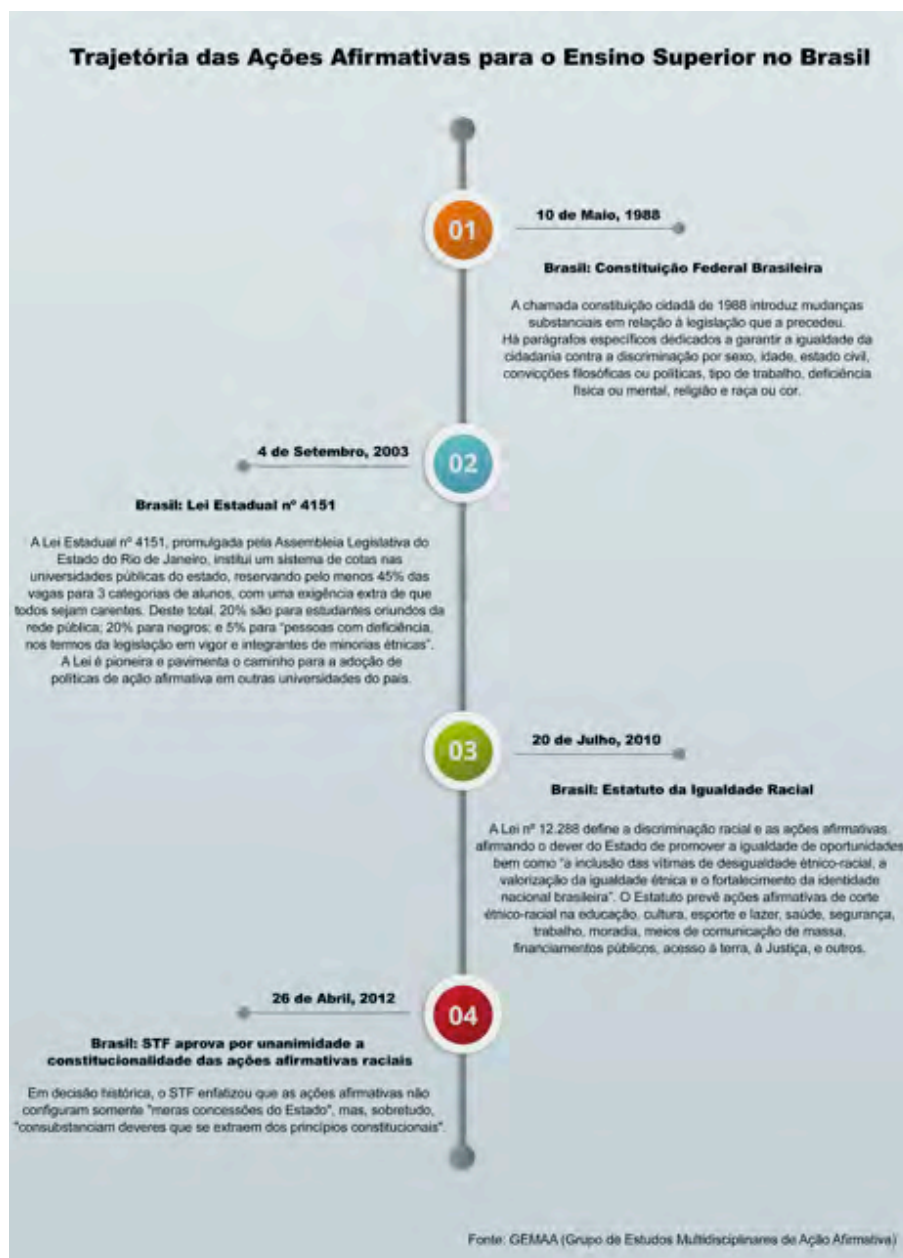 Trajetória das Ações Afirmativas para o Ensino Superior no Brasil
01
10 de Maio, 1988
Brasil: Constituição Federal Brasileira
A chamada constituição cidadã de 1988 introduz mudanças
substanciais em relação à legislação que a precedeu.
Há parágrafos específicos dedicados a garantir a igualdade da
cidadania contra a discriminação por sexo, idade, estado civil,
convicções filosóficas ou políticas, tipo de trabalho, deficiência
física ou mental, religião e raça ou cor.
02
4 de Setembro, 2003
Brasil: Lei Estadual nº 4151
A Lei Estadual nº 4151, promulgada pela Assembleia Legislativa do
Estado do Rio de Janeiro, institui um sistema de cotas nas
universidades públicas do estado, reservando pelo menos 45% das
vagas para 3 categorias de alunos, com uma exigência extra de que
todos sejam carentes. Deste total, 20% são para estudantes oriundos da
rede pública; 20% para negros; e 5% para "pessoas com deficiência,
nos termos da legislação em vigor e integrantes de minorias étnicas".
A Lei é pioneira e pavimenta o caminho para a adoção de
políticas de ação afirmativa em outras universidades do país.
03
20 de Julho, 2010
Brasil: Estatuto da Igualdade Racial
A Lei nº 12.288 define a discriminação racial e as ações afirmativas,
afirmando o dever do Estado de promover a igualdade de oportunidades
bem como "a inclusão das vítimas de desigualdade étnico-racial, a
valorização da igualdade étnica e o fortalecimento da identidade
nacional brasileira". O Estatuto prevê ações afirmativas de corte
étnico-racial na educação, cultura, esporte e lazer, saúde, segurança,
trabalho, moradia, meios de comunicação de massa,
financiamentos públicos, acesso à terra, à Justiça, e outros.
04
26 de Abril, 2012
Brasil: STF aprova por unanimidade a
constitucionalidade das ações afirmativas raciais
Em decisão histórica, o STF enfatizou que as ações afirmativas não
configuram somente "meras concessões do Estado", mas, sobretudo,
"consubstanciam deveres que se extraem dos princípios constitucionais".
Fonte: GEMAA (Grupo de Estudos Multidisciplinares de Ação Afirmativa)